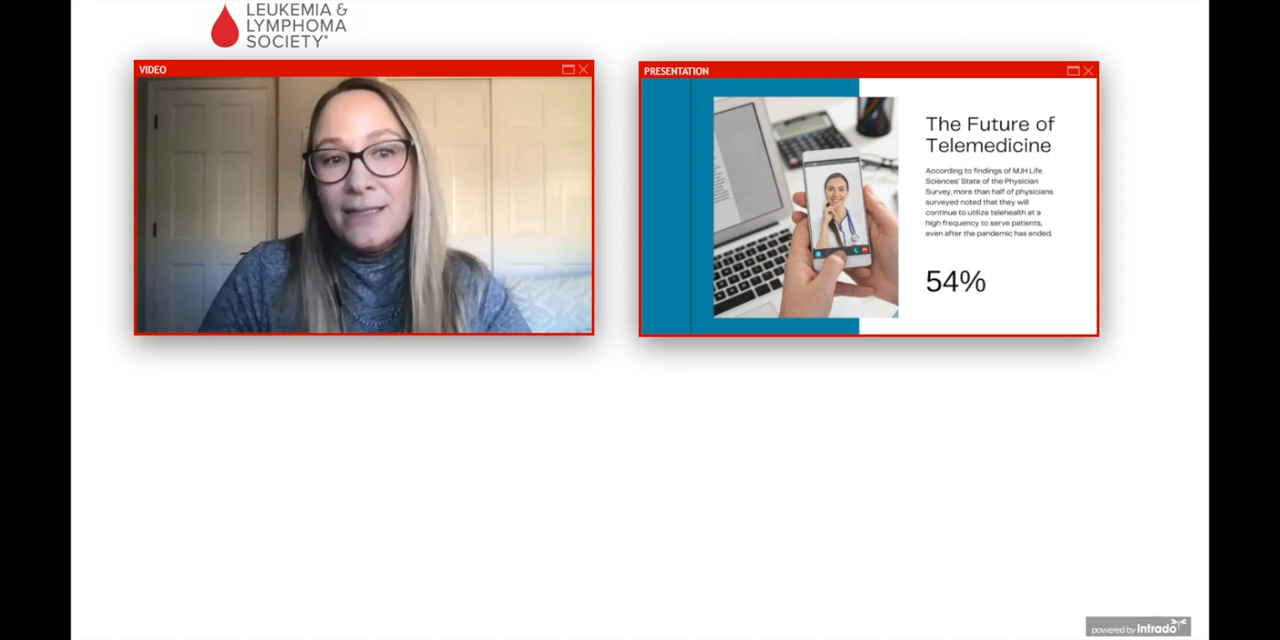 LEUKEMIA &
LYMPHOMA
SOCIETY®
VIDEO
PRESENTATION
The Future of
Telemedicine
According to findings of MJH Life
Sciences' State of the Physician
Survey, more than half of physicians
surveyed noted that they will
continue to utilize telehealth at a
high frequency to serve patients,
even after the pandemic has ended.
54%
powered by Intrado